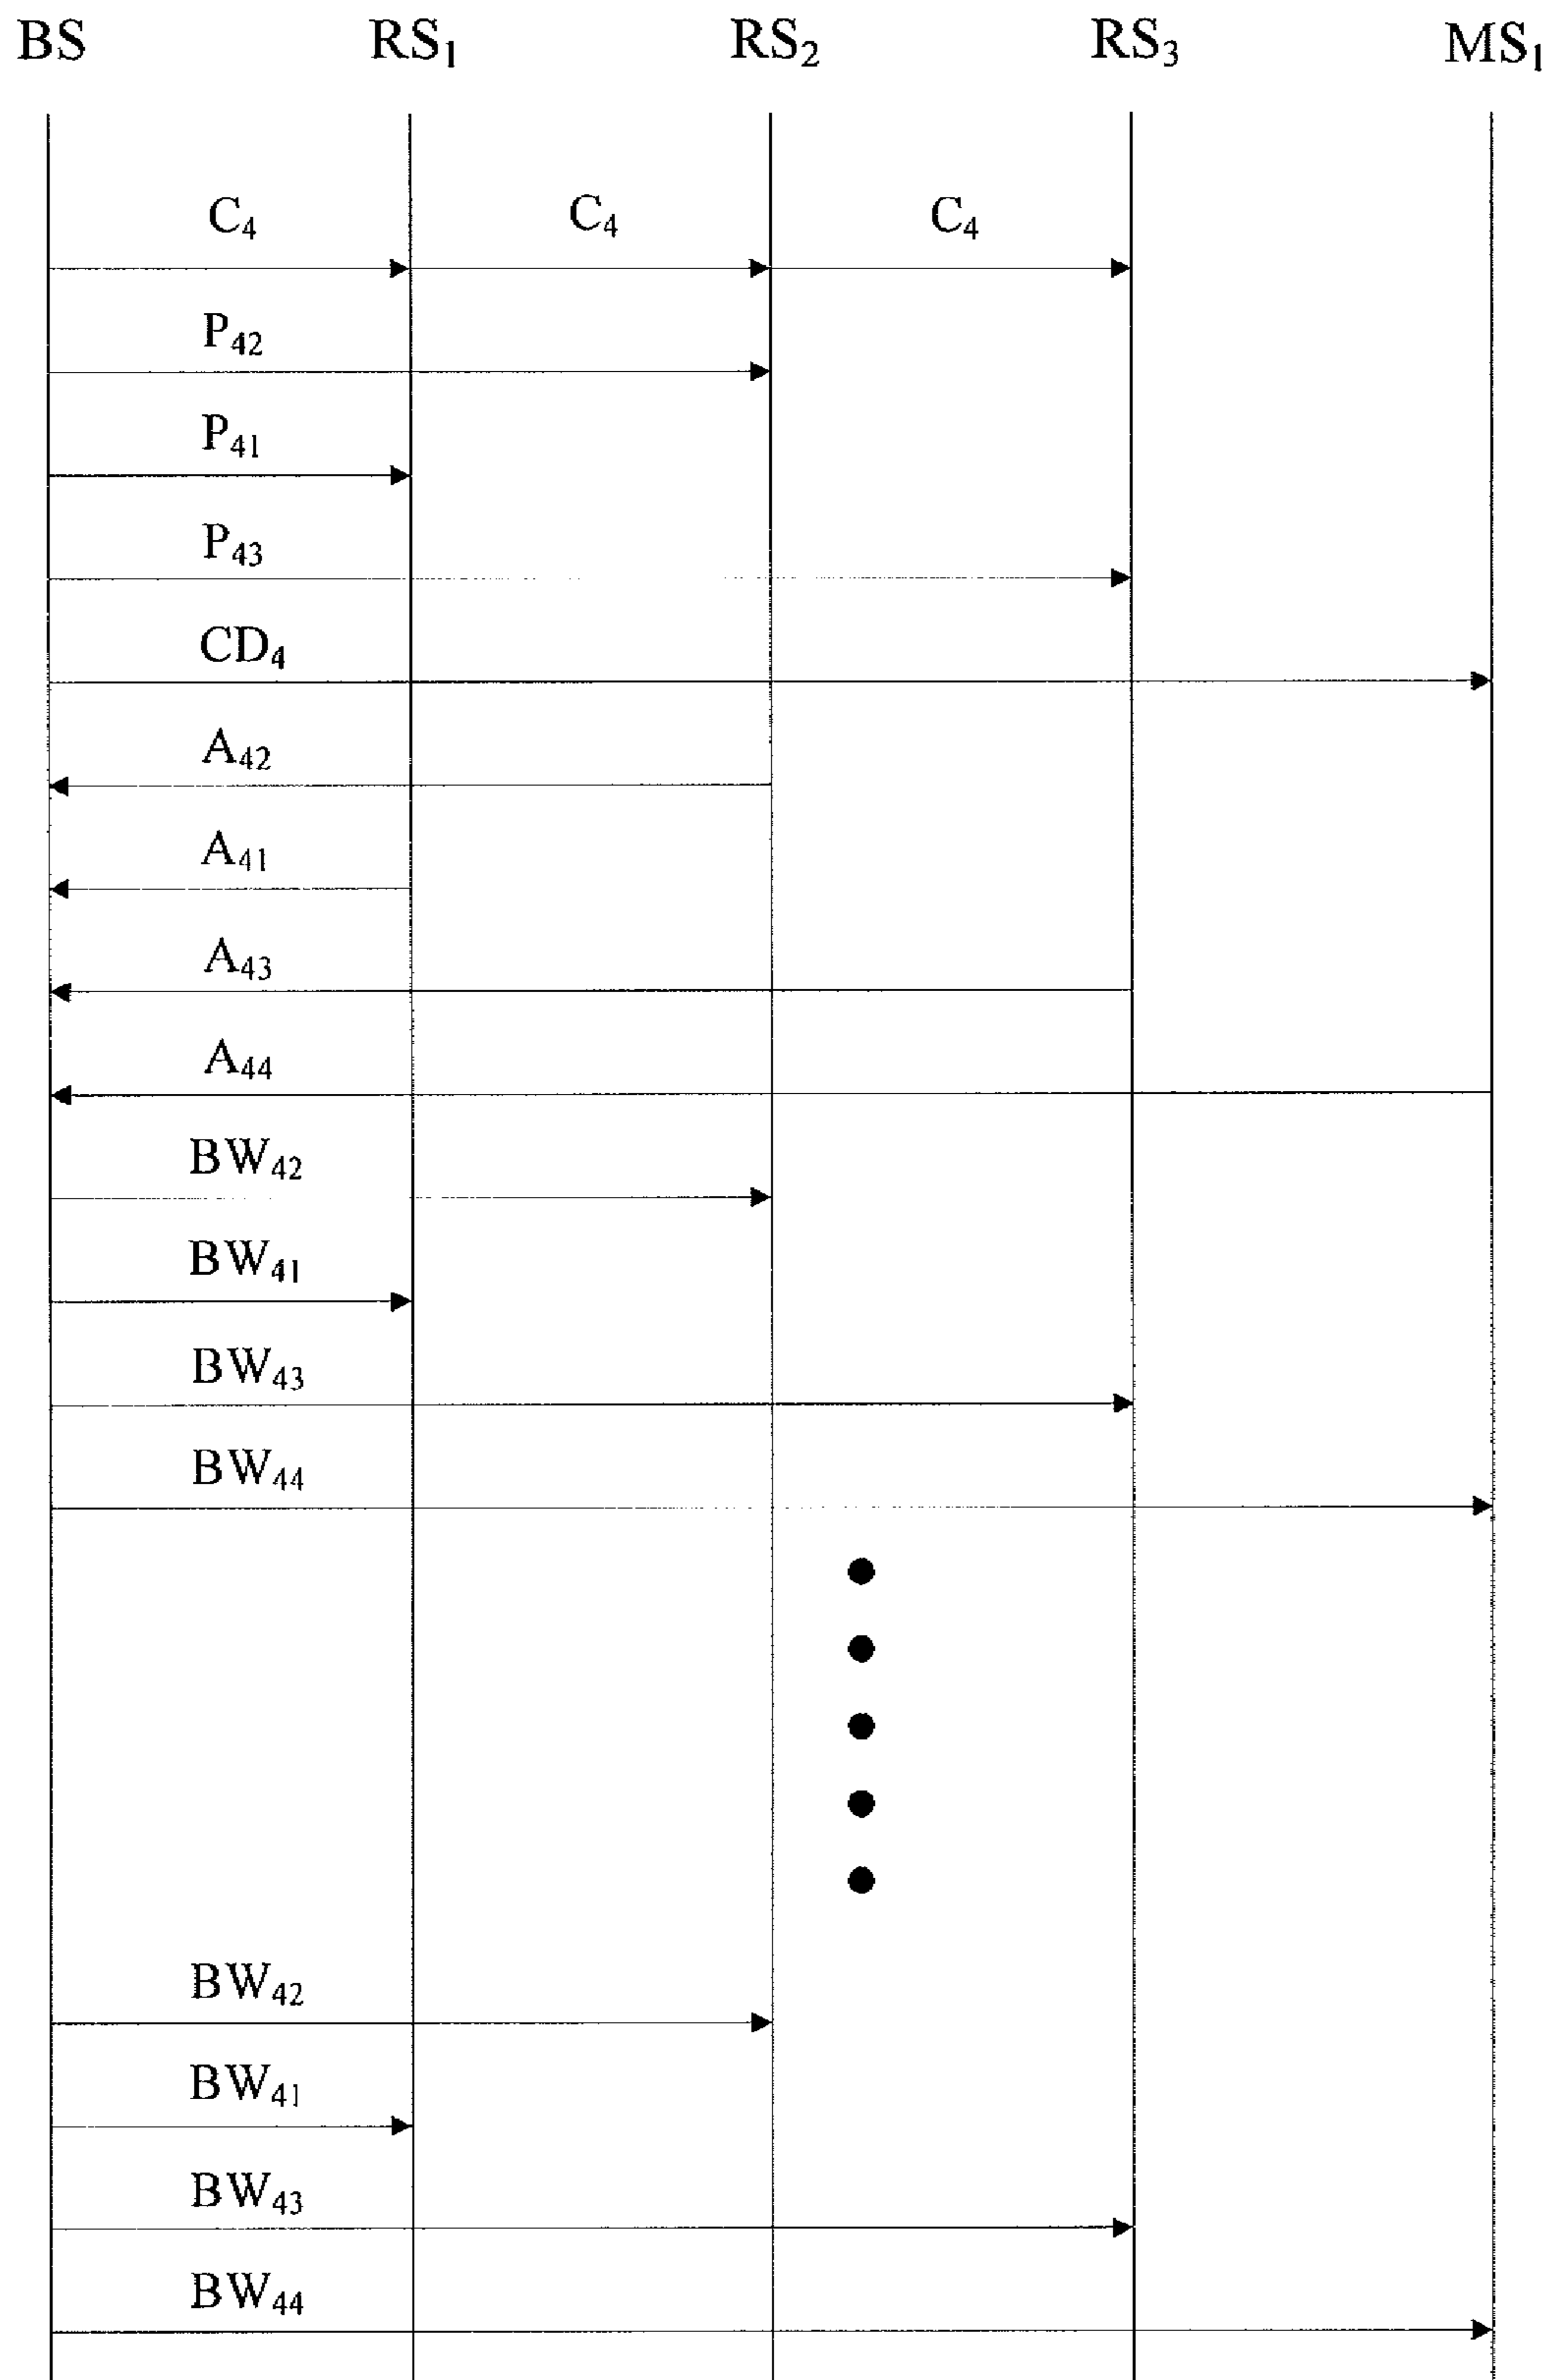 BS RS₁ RS₂ RS₃ MS₁
C₄ C₄ C₄
P₄₂
P₄₁
P₄₃
CD₄
A₄₂
A₄₁
A₄₃
A₄₄
BW₄₂
BW₄₁
BW₄₃
BW₄₄
BW₄₂
BW₄₁
BW₄₃
BW₄₄